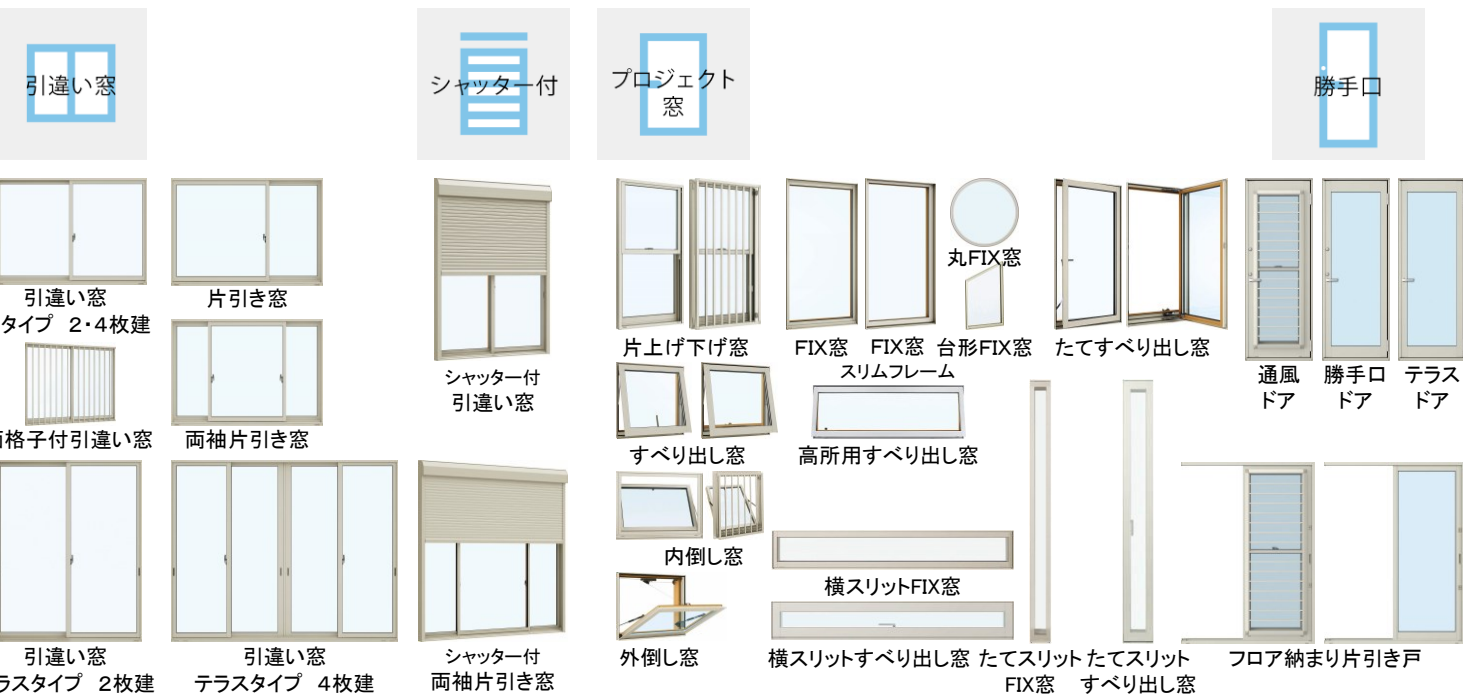 引違い窓
シャッター付
プロジェクト
窓
勝手口
引違い窓
タイプ 2・4枚建
片引き窓
格子付引違い窓
両袖片引き窓
引違い窓
ラスタイプ 2枚建
引違い窓
テラスタイプ 4枚建
シャッター付
引違い窓
シャッター付
両袖片引き窓
片上げ下げ窓
FIX窓
FIX窓
スリムフレーム
丸FIX窓
台形FIX窓
たてすべり出し窓
すべり出し窓
高所用すべり出し窓
内倒し窓
横スリットFIX窓
外倒し窓
横スリットすべり出し窓
たてスリット
FIX窓
たてスリット
すべり出し窓
通風
ドア
勝手口
ドア
テラス
ドア
フロア納まり片引き戸